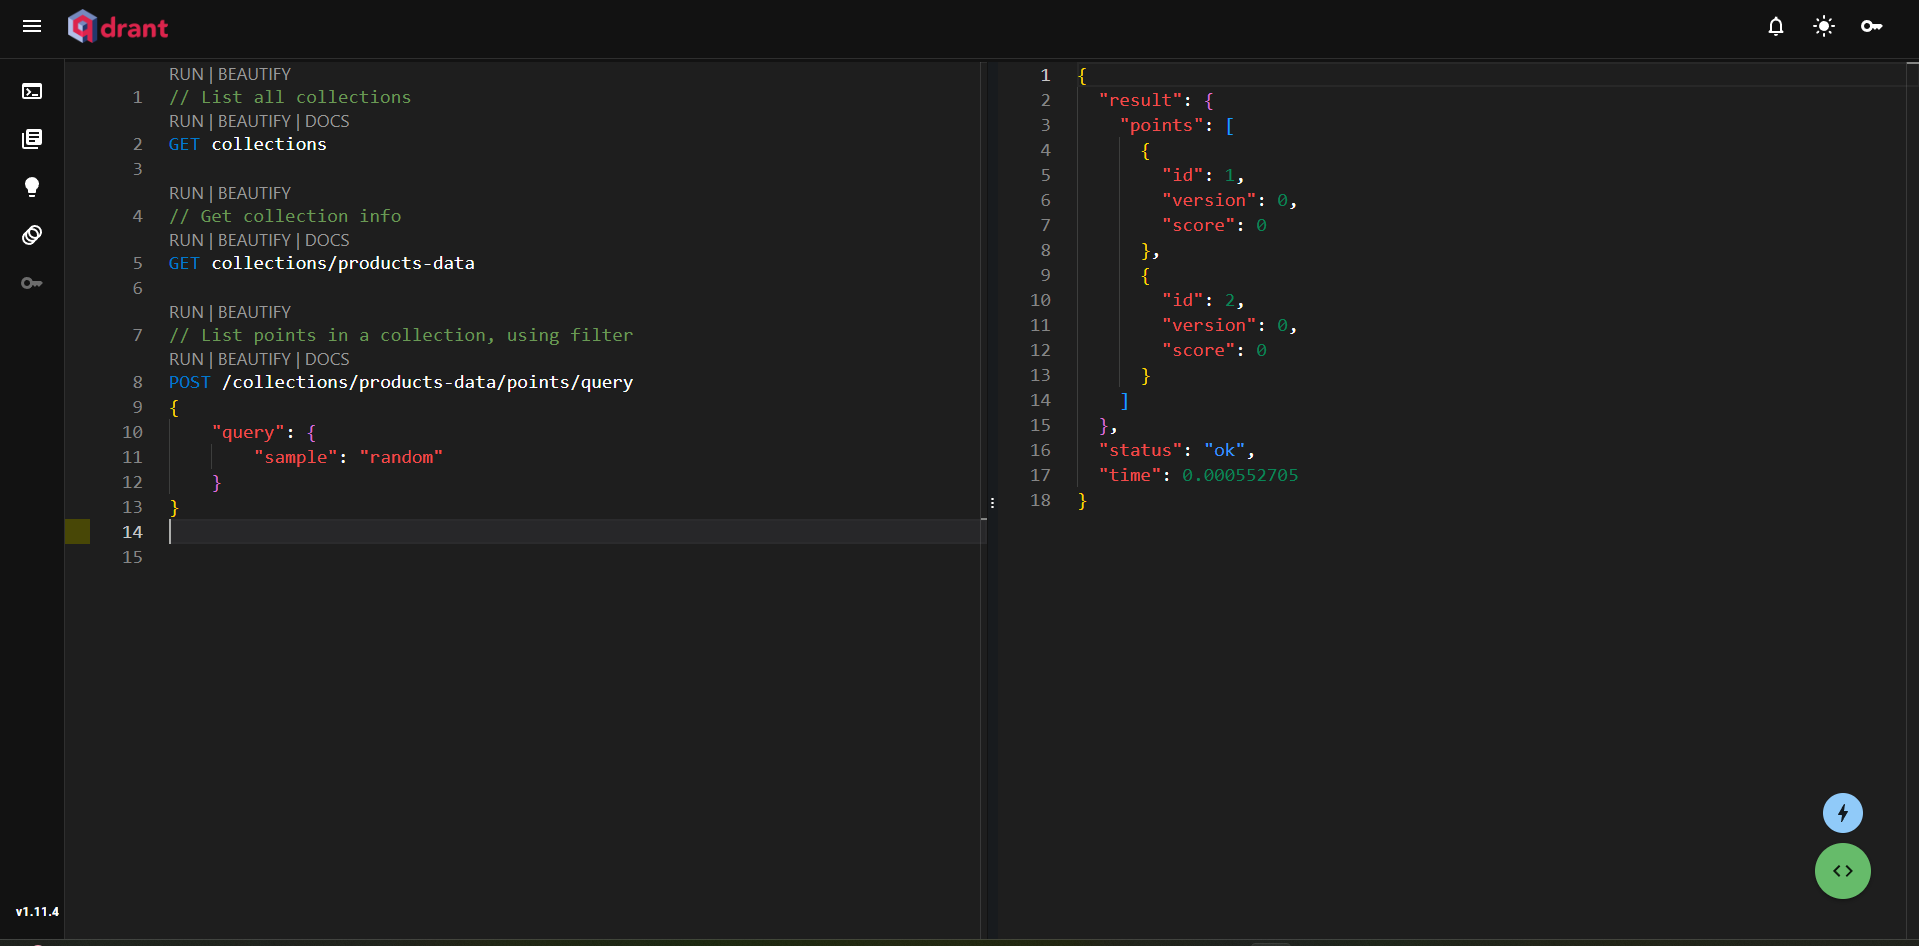 drant
RUN | BEAUTIFY
1 // List all collections
RUN | BEAUTIFY | DOCS
2 GET collections
3
RUN | BEAUTIFY
4 // Get collection info
RUN | BEAUTIFY | DOCS
5 GET collections/products-data
6
RUN | BEAUTIFY
7 // List points in a collection, using filter
RUN | BEAUTIFY | DOCS
8 POST /collections/products-data/points/query
9 {
10 "query": {
11 "sample": "random"
12 }
13 }
14
15
1 {
2 "result": {
3 "points": [
4 {
5 "id": 1,
6 "version": 0,
7 "score": 0
8 },
9 {
10 "id": 2,
11 "version": 0,
12 "score": 0
13 }
14 ]
15 },
16 "status": "ok",
17 "time": 0.000552705
18 }
v1.11.4